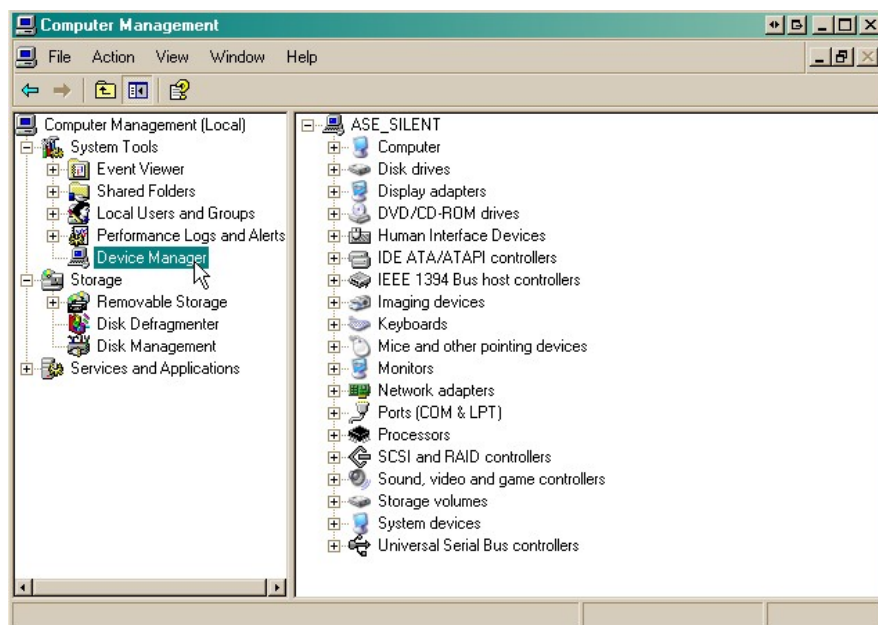 Computer Management
File Action View Window Help
Computer Management (Local)
System Tools
Event Viewer
Shared Folders
Local Users and Groups
Performance Logs and Alerts
Device Manager
Storage
Removable Storage
Disk Defragmenter
Disk Management
Services and Applications
ASE_SILENT
Computer
Disk drives
Display adapters
DVD/CD-ROM drives
Human Interface Devices
IDE ATA/ATAPI controllers
IEEE 1394 Bus host controllers
Imaging devices
Keyboards
Mice and other pointing devices
Monitors
Network adapters
Ports (COM & LPT)
Processors
SCSI and RAID controllers
Sound, video and game controllers
Storage volumes
System devices
Universal Serial Bus controllers